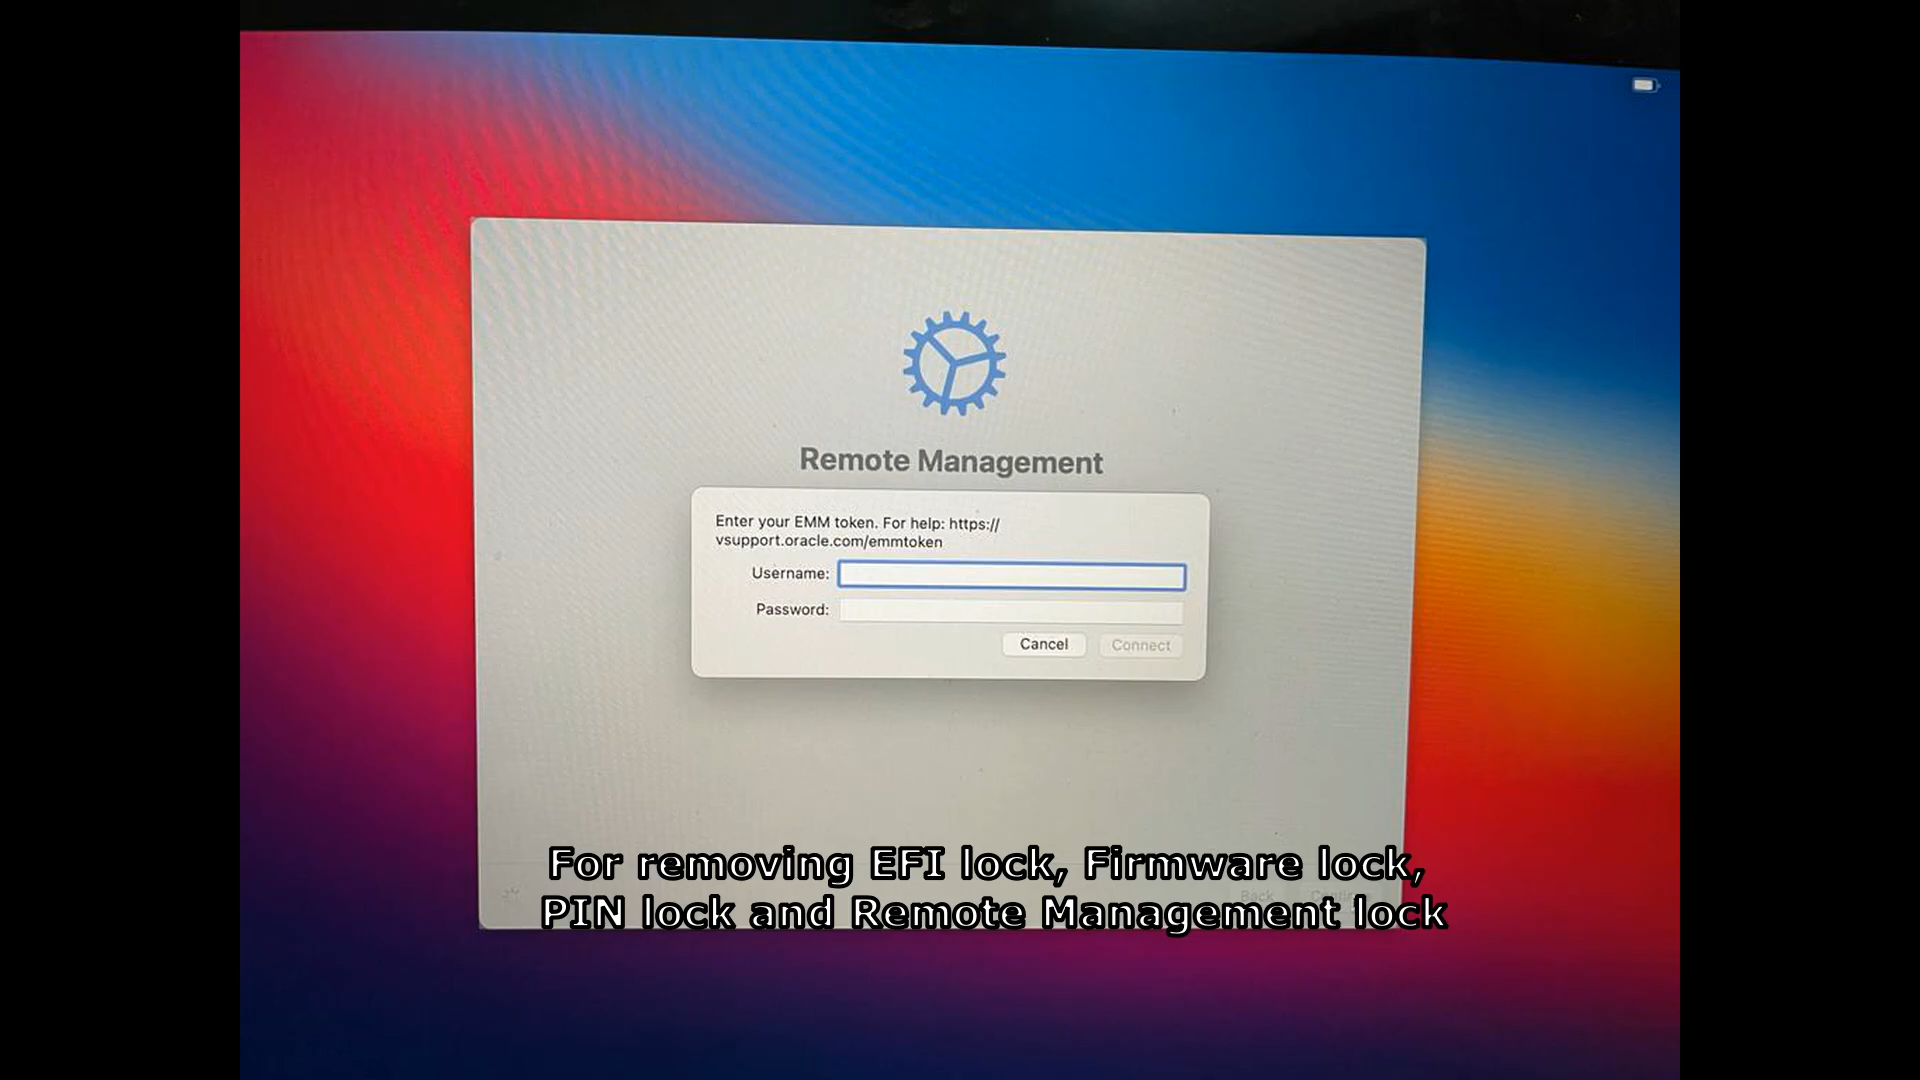 Remote Management
Enter your EMM token. For help: https://
vsupport.oracle.com/emmtoken
Username:
Password:
Cancel
Connect
Back
For removing EFI lock, Firmware lock,
PIN lock and Remote Management lock